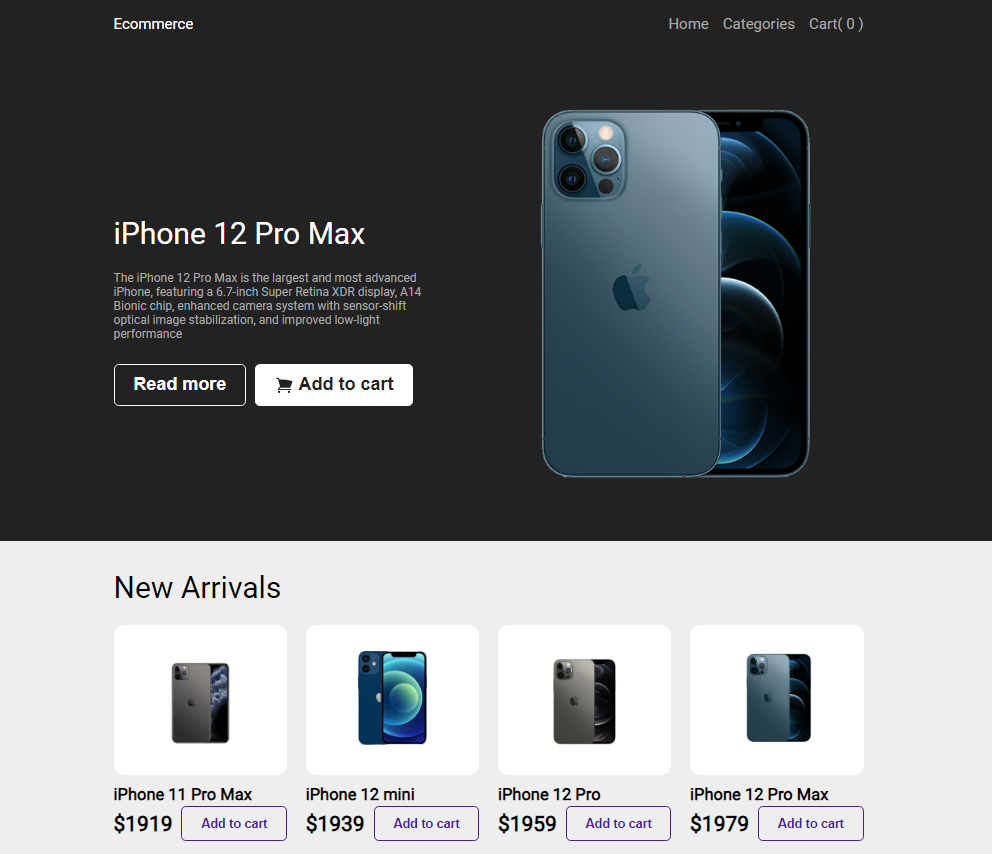 Ecommerce
Home Categories Cart( 0 )
iPhone 12 Pro Max
The iPhone 12 Pro Max is the largest and most advanced
iPhone, featuring a 6.7-inch Super Retina XDR display, A14
Bionic chip, enhanced camera system with sensor-shift
optical image stabilization, and improved low-light
performance
Read more
Add to cart
New Arrivals
iPhone 11 Pro Max
$1919 Add to cart
iPhone 12 mini
$1939 Add to cart
iPhone 12 Pro
$1959 Add to cart
iPhone 12 Pro Max
$1979 Add to cart